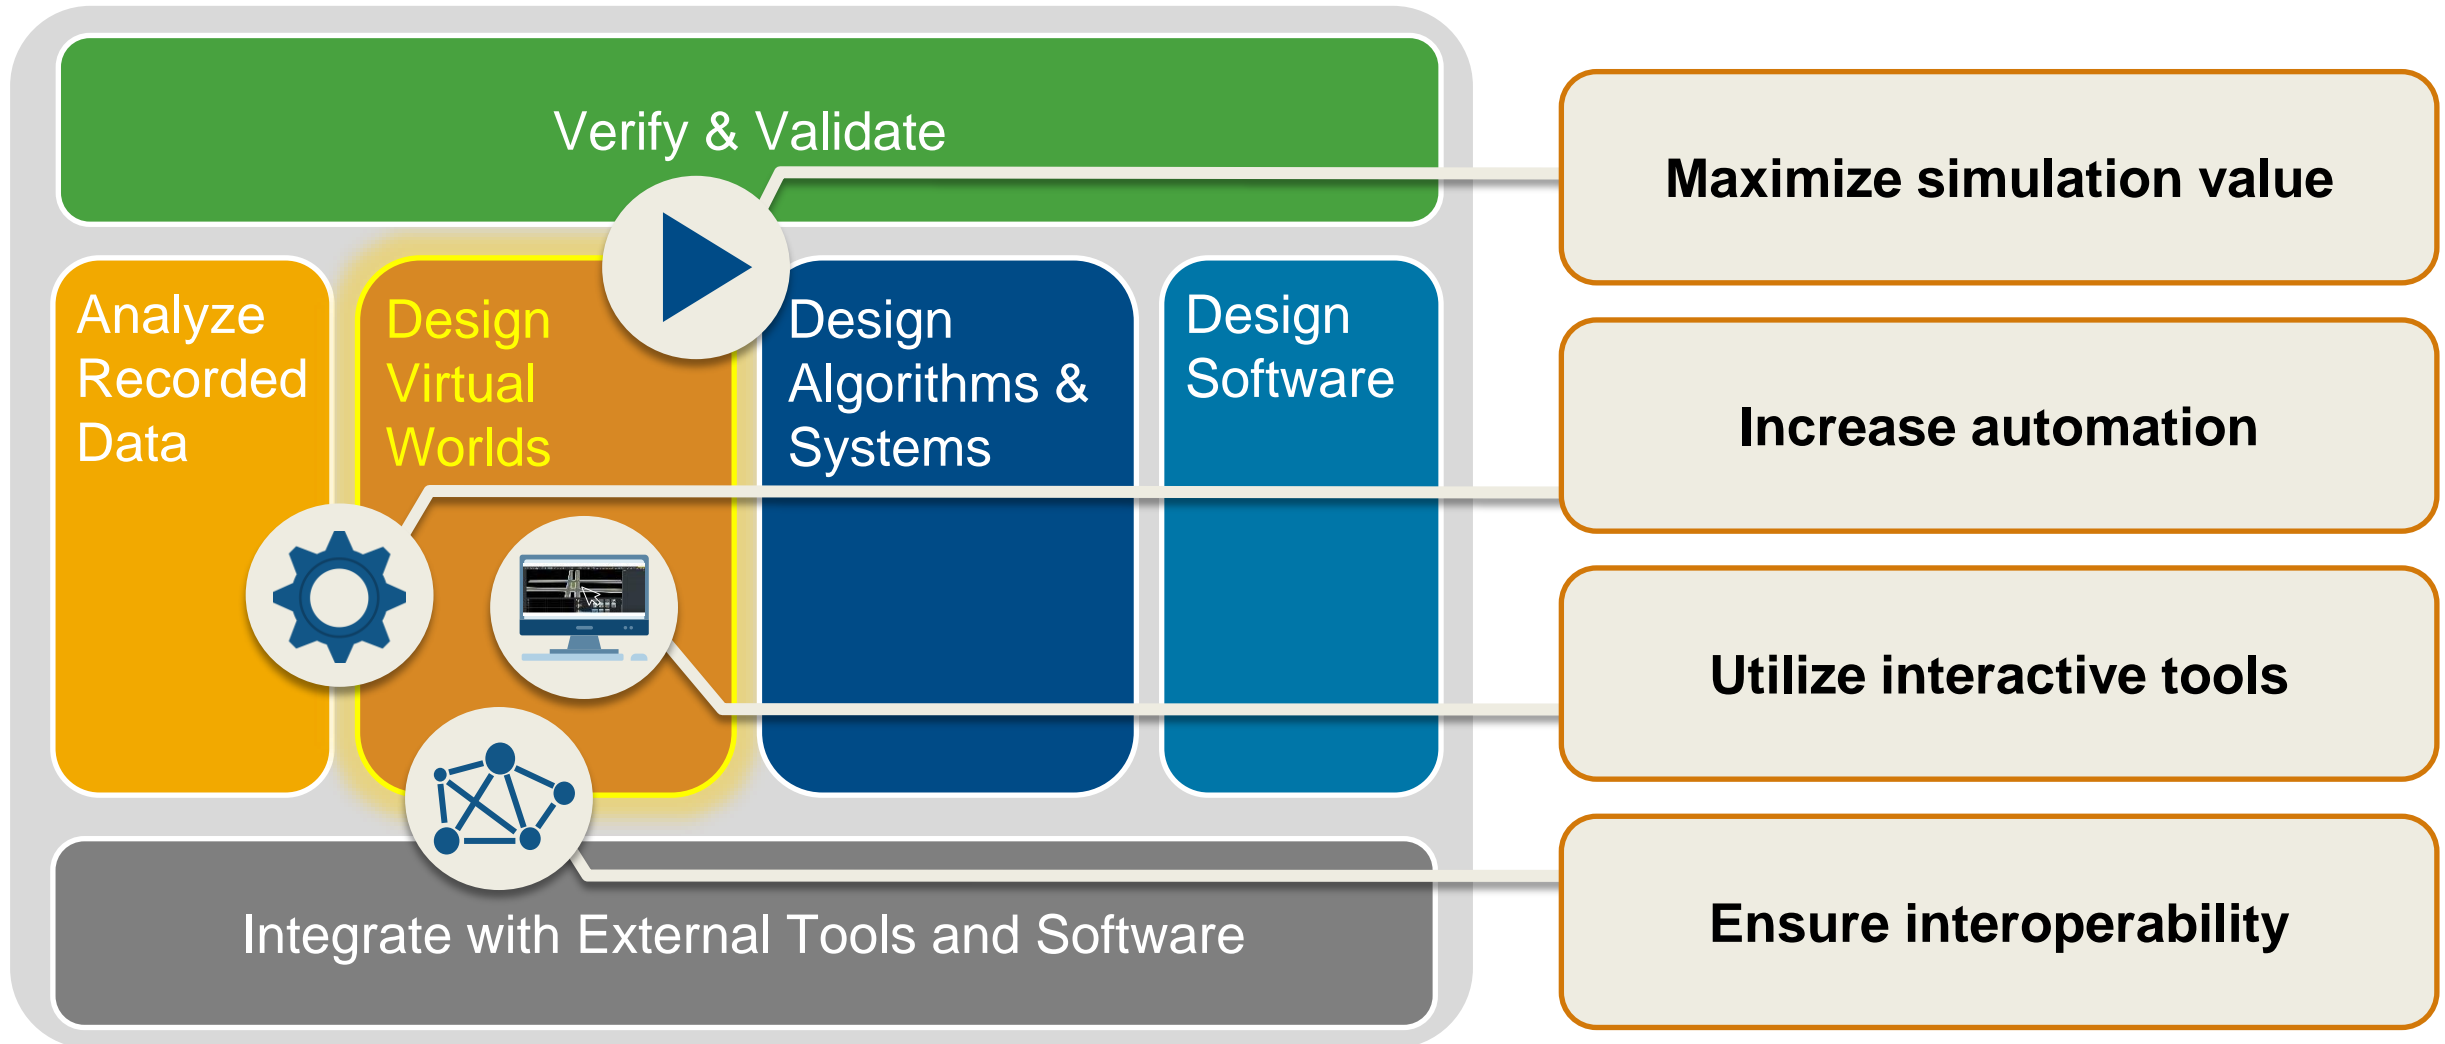 Verify & Validate
Analyze
Recorded
Data
Design
Virtual
Worlds
Design
Algorithms &
Systems
Design
Software
Integrate with External Tools and Software
Maximize simulation value
Increase automation
Utilize interactive tools
Ensure interoperability